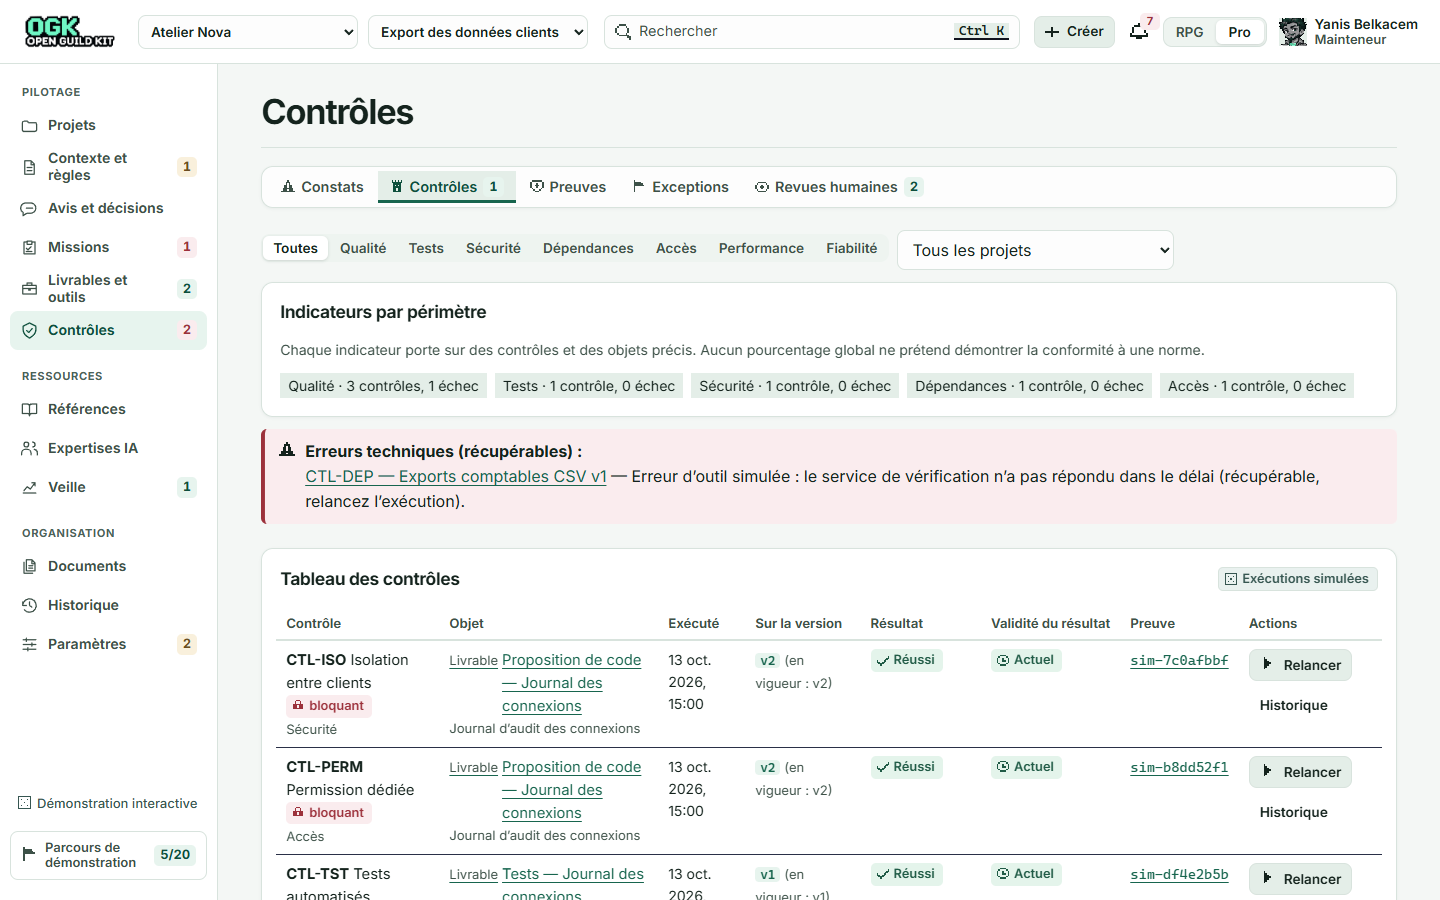 OGK
OPEN GUILD KIT
Atelier Nova
Export des données clients
Rechercher
Ctrl K
Créer
7
RPG
Pro
Yanis Belkacem
Mainteneur
PILOTAGE
Projets
Contexte et
règles
1
Avis et décisions
Missions
1
Livrables et
outils
2
Contrôles
2
RESSOURCES
Références
Expertises IA
Veille
1
ORGANISATION
Documents
Historique
Paramètres
2
Démonstration interactive
Parcours de
démonstration
5/20
Contrôles
Constats
Contrôles 1
Preuves
Exceptions
Revues humaines 2
Toutes
Qualité
Tests
Sécurité
Dépendances
Accès
Performance
Fiabilité
Tous les projets
Indicateurs par périmètre
Chaque indicateur porte sur des contrôles et des objets précis. Aucun pourcentage global ne prétend démontrer la conformité à une norme.
Qualité · 3 contrôles, 1 échec
Tests · 1 contrôle, 0 échec
Sécurité · 1 contrôle, 0 échec
Dépendances · 1 contrôle, 0 échec
Accès · 1 contrôle, 0 échec
Erreurs techniques (récupérables) :
CTL-DEP — Exports comptables CSV v1 — Erreur d’outil simulée : le service de vérification n’a pas répondu dans le délai (récupérable,
relancez l’exécution).
Tableau des contrôles
Exécutions simulées
Contrôle
Objet
Exécuté
Sur la version
Résultat
Validité du résultat
Preuve
Actions
CTL-ISO Isolation
entre clients
bloquant
Sécurité
Livrable Proposition de code
— Journal des
connexions
Journal d’audit des connexions
13 oct.
2026,
15:00
v2 (en
vigueur : v2)
Réussi
Actuel
sim-7c0afbbf
Relancer
Historique
CTL-PERM
Permission dédiée
bloquant
Accès
Livrable Proposition de code
— Journal des
connexions
Journal d’audit des connexions
13 oct.
2026,
15:00
v2 (en
vigueur : v2)
Réussi
Actuel
sim-b8dd52f1
Relancer
Historique
CTL-TST Tests
automatisés
Livrable Tests — Journal des
connexions
13 oct.
2026,
v1 (en
vigueur : v1)
Réussi
Actuel
sim-df4e2b5b
Relancer